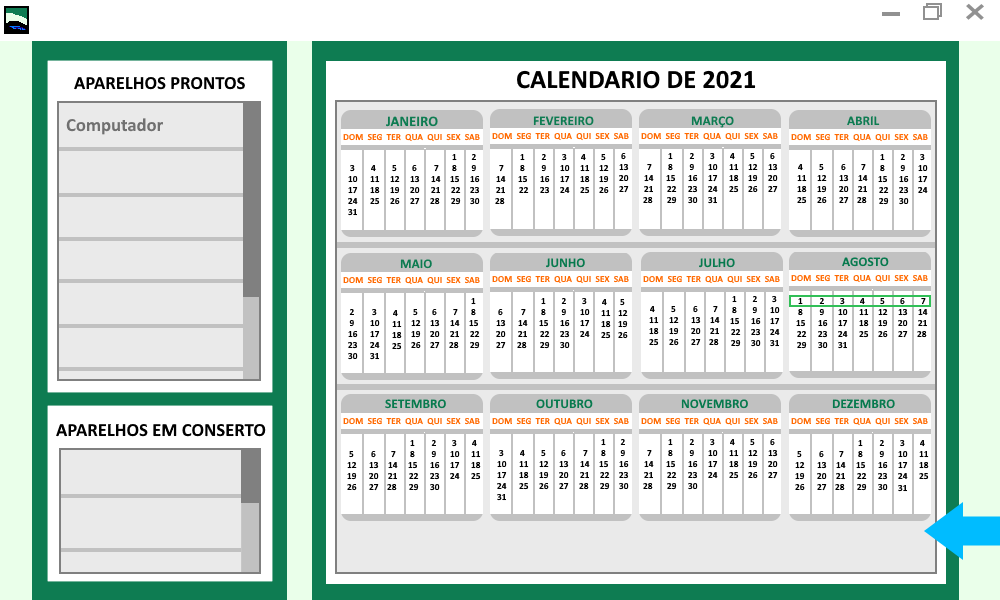 APARELHOS PRONTOS
Computador
APARELHOS EM CONSERTO
CALENDARIO DE 2021
JANEIRO
DOM SEG TER QUA QUI SEX SAB
1 2
3 4 5 6 7 8 9
10 11 12 13 14 15 16
17 18 19 20 21 22 23
24 25 26 27 28 29 30
31
FEVEREIRO
DOM SEG TER QUA QUI SEX SAB
1 2 3 4 5 6
7 8 9 10 11 12 13
14 15 16 17 18 19 20
21 22 23 24 25 26 27
28
MARÇO
DOM SEG TER QUA QUI SEX SAB
1 2 3 4 5 6
7 8 9 10 11 12 13
14 15 16 17 18 19 20
21 22 23 24 25 26 27
28 29 30 31
ABRIL
DOM SEG TER QUA QUI SEX SAB
1 2 3
4 5 6 7 8 9 10
11 12 13 14 15 16 17
18 19 20 21 22 23 24
25 26 27 28 29 30
MAIO
DOM SEG TER QUA QUI SEX SAB
1
2 3 4 5 6 7 8
9 10 11 12 13 14 15
16 17 18 19 20 21 22
23 24 25 26 27 28 29
30 31
JUNHO
DOM SEG TER QUA QUI SEX SAB
1 2 3 4 5
6 7 8 9 10 11 12
13 14 15 16 17 18 19
20 21 22 23 24 25 26
27 28 29 30
JULHO
DOM SEG TER QUA QUI SEX SAB
1 2 3
4 5 6 7 8 9 10
11 12 13 14 15 16 17
18 19 20 21 22 23 24
25 26 27 28 29 30 31
AGOSTO
DOM SEG TER QUA QUI SEX SAB
1 2 3 4 5 6 7
8 9 10 11 12 13 14
15 16 17 18 19 20 21
22 23 24 25 26 27 28
29 30 31
SETEMBRO
DOM SEG TER QUA QUI SEX SAB
1 2 3 4
5 6 7 8 9 10 11
12 13 14 15 16 17 18
19 20 21 22 23 24 25
26 27 28 29 30
OUTUBRO
DOM SEG TER QUA QUI SEX SAB
1 2
3 4 5 6 7 8 9
10 11 12 13 14 15 16
17 18 19 20 21 22 23
24 25 26 27 28 29 30
31
NOVEMBRO
DOM SEG TER QUA QUI SEX SAB
1 2 3 4 5 6
7 8 9 10 11 12 13
14 15 16 17 18 19 20
21 22 23 24 25 26 27
28 29 30
DEZEMBRO
DOM SEG TER QUA QUI SEX SAB
1 2 3 4
5 6 7 8 9 10 11
12 13 14 15 16 17 18
19 20 21 22 23 24 25
26 27 28 29 30 31